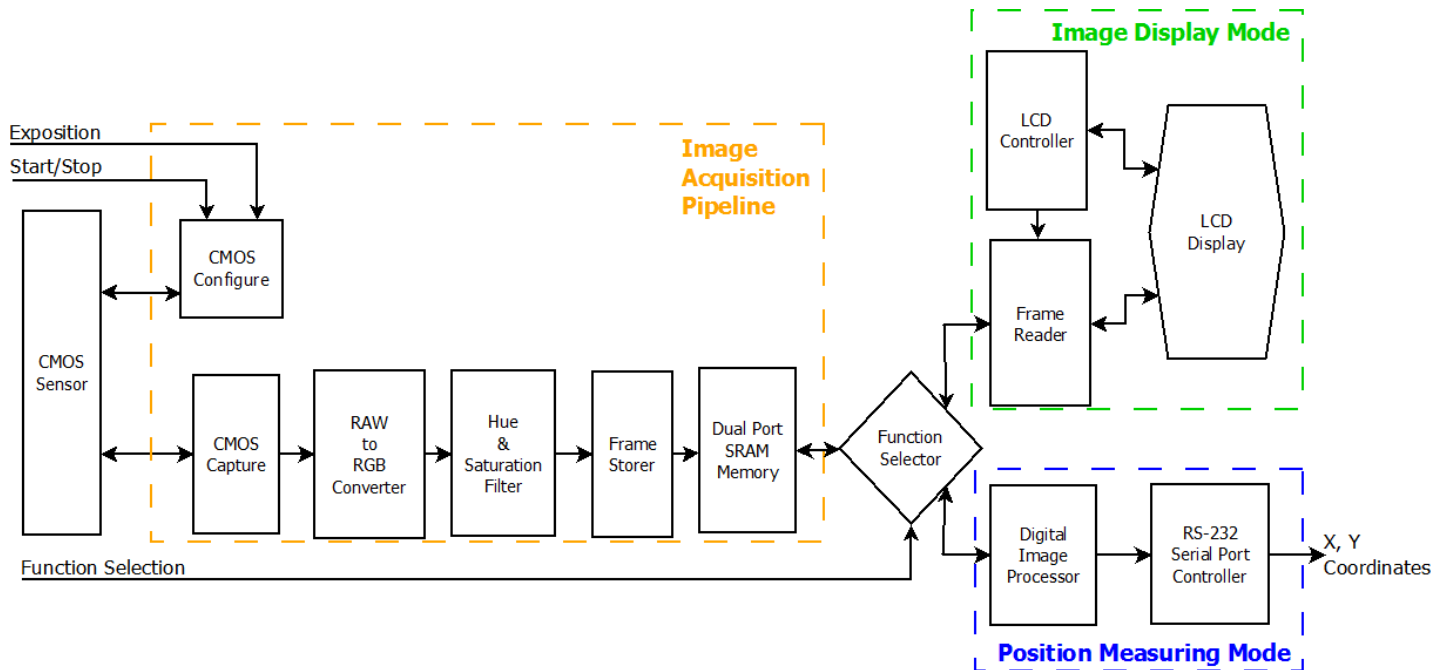 Image Display Mode
LCD
Controller
LCD
Display
Frame
Reader
Exposition
Start/Stop
Image
Acquisition
Pipeline
CMOS
Configure
CMOS
Sensor
CMOS
Capture
RAW
to
RGB
Converter
Hue
&
Saturation
Filter
Frame
Storer
Dual Port
SRAM
Memory
Function
Selector
Function Selection
Digital
Image
Processor
RS-232
Serial Port
Controller
X, Y
Coordinates
Position Measuring Mode